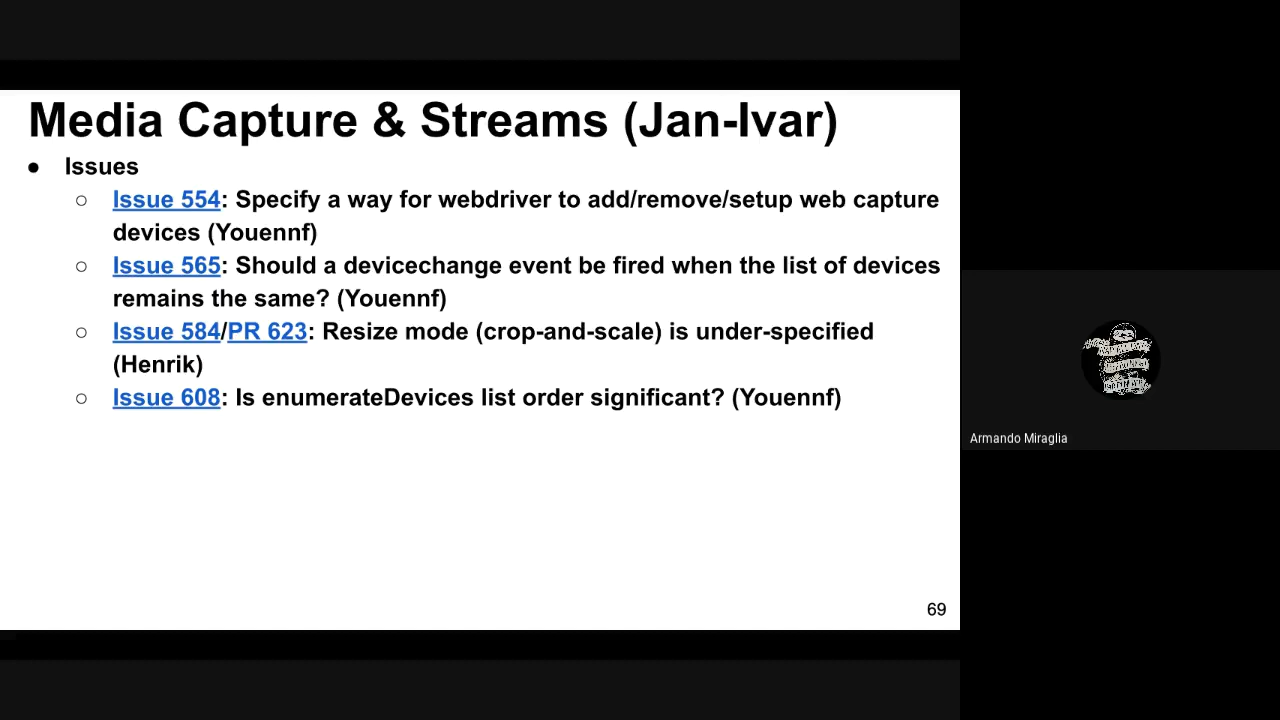 Media Capture & Streams (Jan-Ivar)
● Issues
○ Issue 554: Specify a way for webdriver to add/remove/setup web capture
devices (Youennf)
○ Issue 565: Should a devicechange event be fired when the list of devices
remains the same? (Youennf)
○ Issue 584/PR 623: Resize mode (crop-and-scale) is under-specified
(Henrik)
○ Issue 608: Is enumerateDevices list order significant? (Youennf)
69
Armando Miraglia